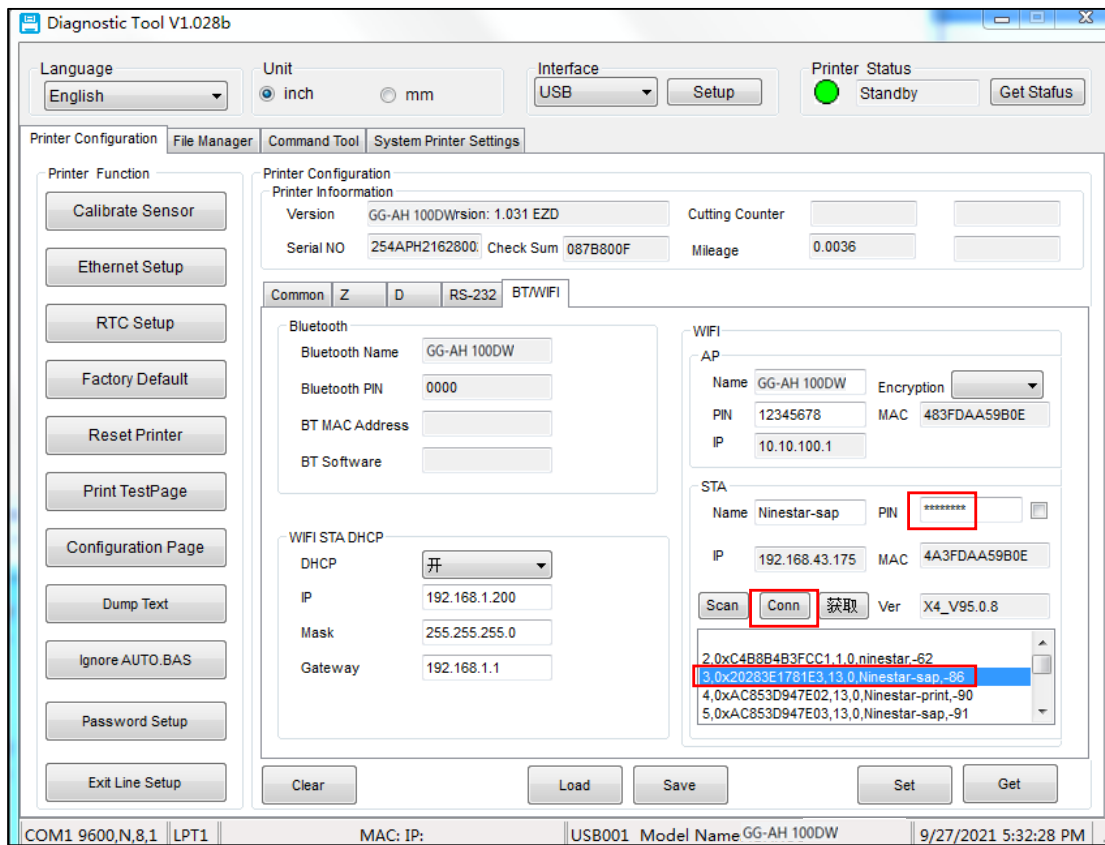 Diagnostic Tool V1.028b
Language
Unit
Interface
Printer Status
English
inch
mm
USB
Setup
Standby
Get Stafus
Printer Configuration
File Manager
Command Tool
System Printer Settings
Printer Function
Calibrate Sensor
Ethernet Setup
RTC Setup
Factory Default
Reset Printer
Print TestPage
Configuration Page
Dump Text
Ignore AUTO.BAS
Password Setup
Exit Line Setup
Printer Configuration
Printer Infoormation
Version GG-AH 100DWrsion: 1.031 EZD
Cutting Counter
Serial NO 254APH2162800 Check Sum 087B800F
Mileage 0.0036
Common Z D RS-232 BT/WIFI
Bluetooth
Bluetooth Name GG-AH 100DW
Bluetooth PIN 0000
BT MAC Address
BT Software
WIFI STA DHCP
DHCP 开
IP 192.168.1.200
Mask 255.255.255.0
Gateway 192.168.1.1
WIFI
AP
Name GG-AH 100DW Encryption
PIN 12345678 MAC 483FDAA59B0E
IP 10.10.100.1
STA
Name Ninestar-sap PIN ********
IP 192.168.43.175 MAC 4A3FDAA59B0E
Scan Conn 获取 Ver X4_V95.0.8
2,0xC4B8B4B3FCC1,1,0,ninestar,-62
3,0x20283E1781E3,13,0,Ninestar-sap,-86
4,0xAC853D947E02,13,0,Ninestar-print,-90
5,0xAC853D947E03,13,0,Ninestar-sap,-91
Clear Load Save Set Get
COM1 9600,N,8,1 LPT1 MAC: IP: USB001 Model Name GG-AH 100DW 9/27/2021 5:32:28 PM